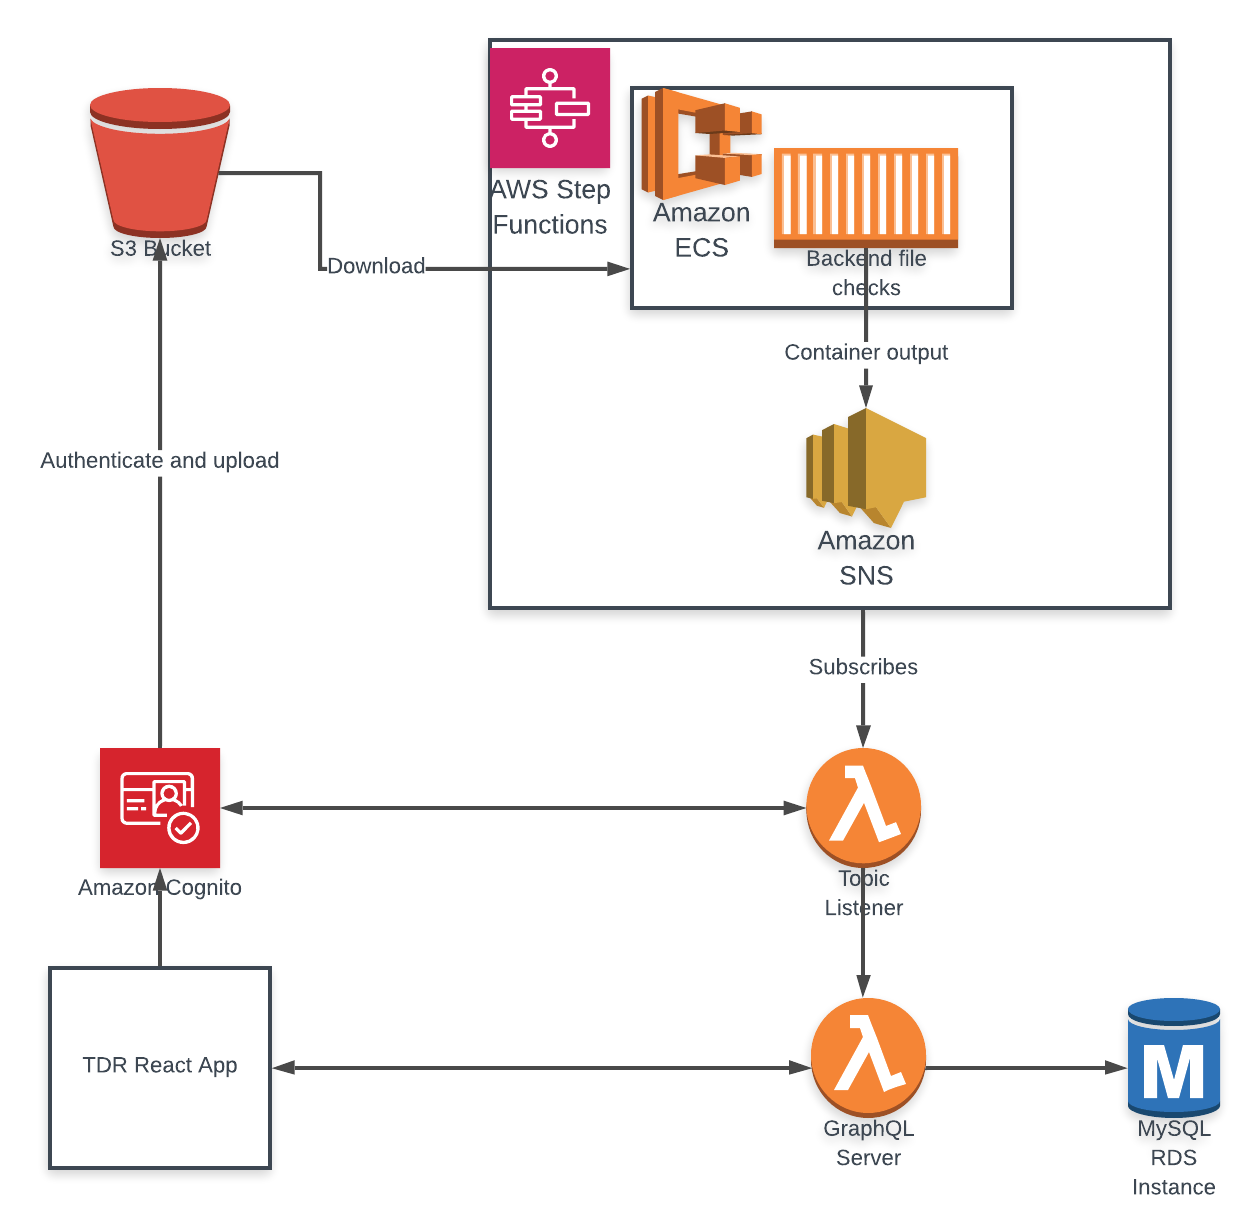 AWS Step
Functions
Amazon
ECS
Backend file
checks
S3 Bucket
Download
Container output
Authenticate and upload
Amazon
SNS
Subscribes
Amazon Cognito
Topic
Listener
TDR React App
M
GraphQL
Server
MySQL
RDS
Instance